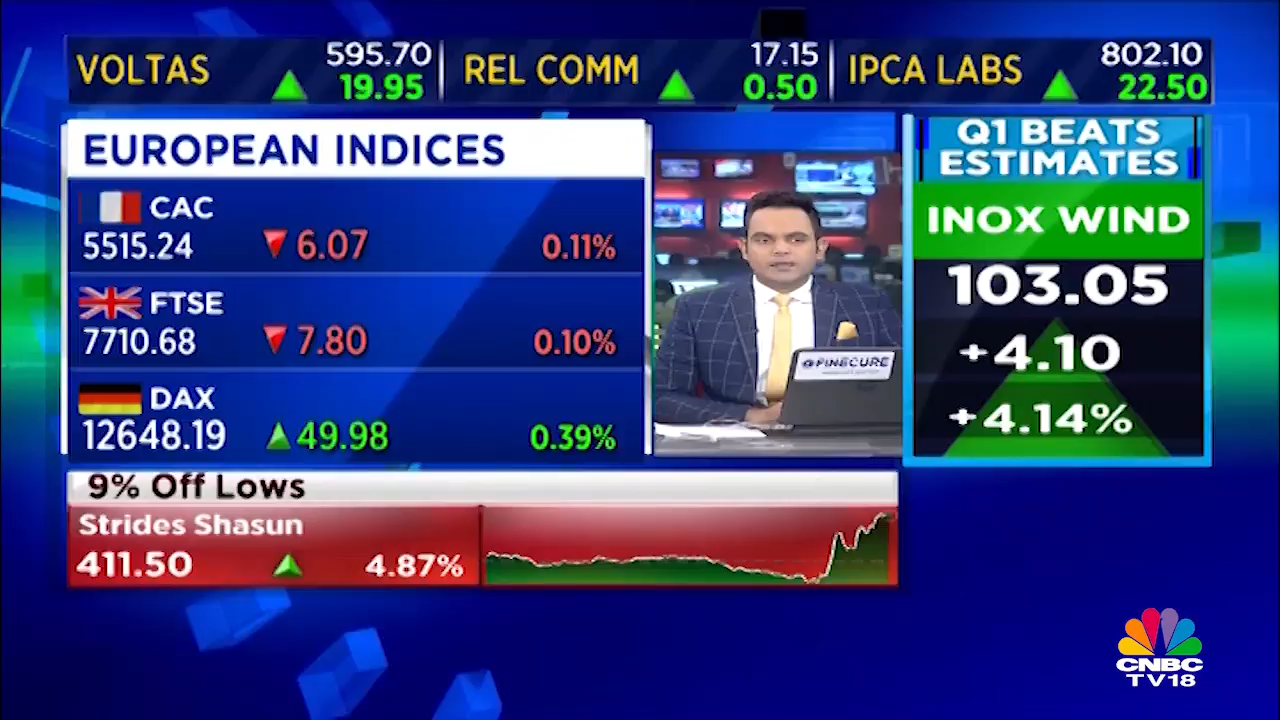 VOLTAS 595.70 19.95
REL COMM 17.15 0.50
IPCA LABS 802.10 22.50
EUROPEAN INDICES
CAC
5515.24 6.07 0.11%
FTSE
7710.68 7.80 0.10%
DAX
12648.19 49.98 0.39%
FINECURE
Q1 BEATS
ESTIMATES
INOX WIND
103.05
+4.10
+4.14%
9% Off Lows
Strides Shasun
411.50 4.87%
CNBC
TV18